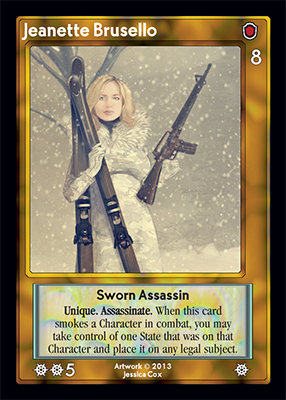 Jeanette Brusello
8
Sworn Assassin
Unique. Assassinate. When this card
smokes a Character in combat, you may
take control of one State that was on that
Character and place it on any legal subject.
5
Artwork © 2013
Jessica Cox